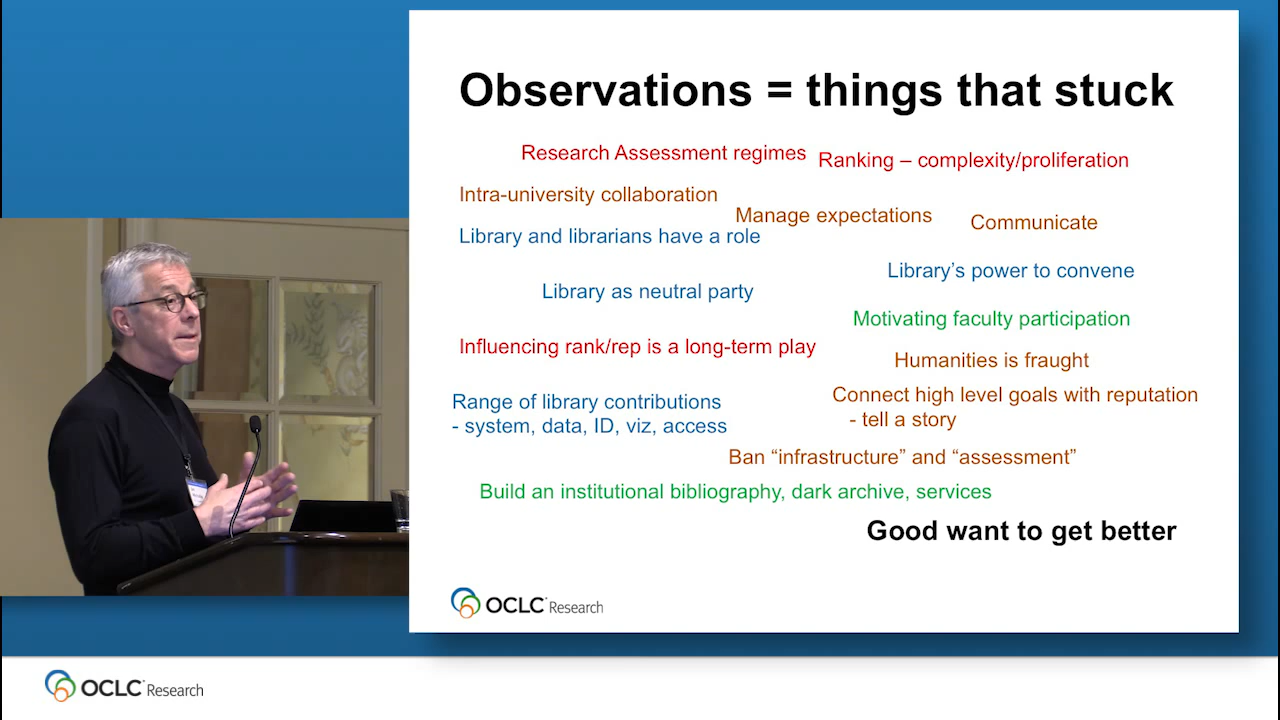 Observations = things that stuck
Research Assessment regimes
Ranking – complexity/proliferation
Intra-university collaboration
Manage expectations
Communicate
Library and librarians have a role
Library’s power to convene
Library as neutral party
Motivating faculty participation
Influencing rank/rep is a long-term play
Humanities is fraught
Connect high level goals with reputation
- tell a story
Range of library contributions
- system, data, ID, viz, access
Ban “infrastructure” and “assessment”
Build an institutional bibliography, dark archive, services
Good want to get better
OCLC Research
OCLC Research